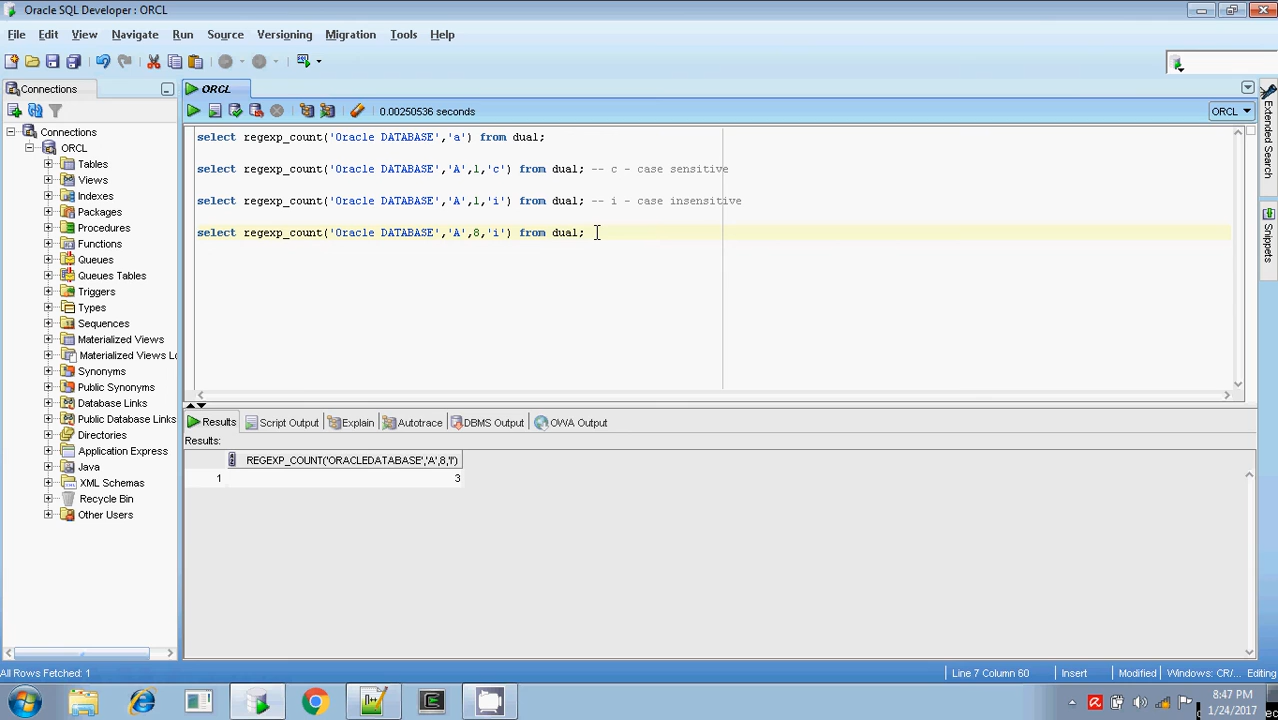 Oracle SQL Developer : ORCL
File Edit View Navigate Run Source Versioning Migration Tools Help
Connections
ORCL
0.00250536 seconds
ORCL
Connections
ORCL
Tables
Views
Indexes
Packages
Procedures
Functions
Queues
Queues Tables
Triggers
Types
Sequences
Materialized Views
Materialized Views Lo
Synonyms
Public Synonyms
Database Links
Public Database Links
Directories
Application Express
Java
XML Schemas
Recycle Bin
Other Users
select regexp_count('Oracle DATABASE','a') from dual;
select regexp_count('Oracle DATABASE','A',1,'c') from dual; -- c - case sensitive
select regexp_count('Oracle DATABASE','A',1,'i') from dual; -- i - case insensitive
select regexp_count('Oracle DATABASE','A',8,'i') from dual;
Extended Search
Snippets
Results Script Output Explain Autotrace DBMS Output OWA Output
Results:
REGEXP_COUNT('ORACLEDATABASE','A',8,'I')
1 3
All Rows Fetched: 1
Line 7 Column 60 Insert Modified Windows: CR/... Editing
8:47 PM
1/24/2017